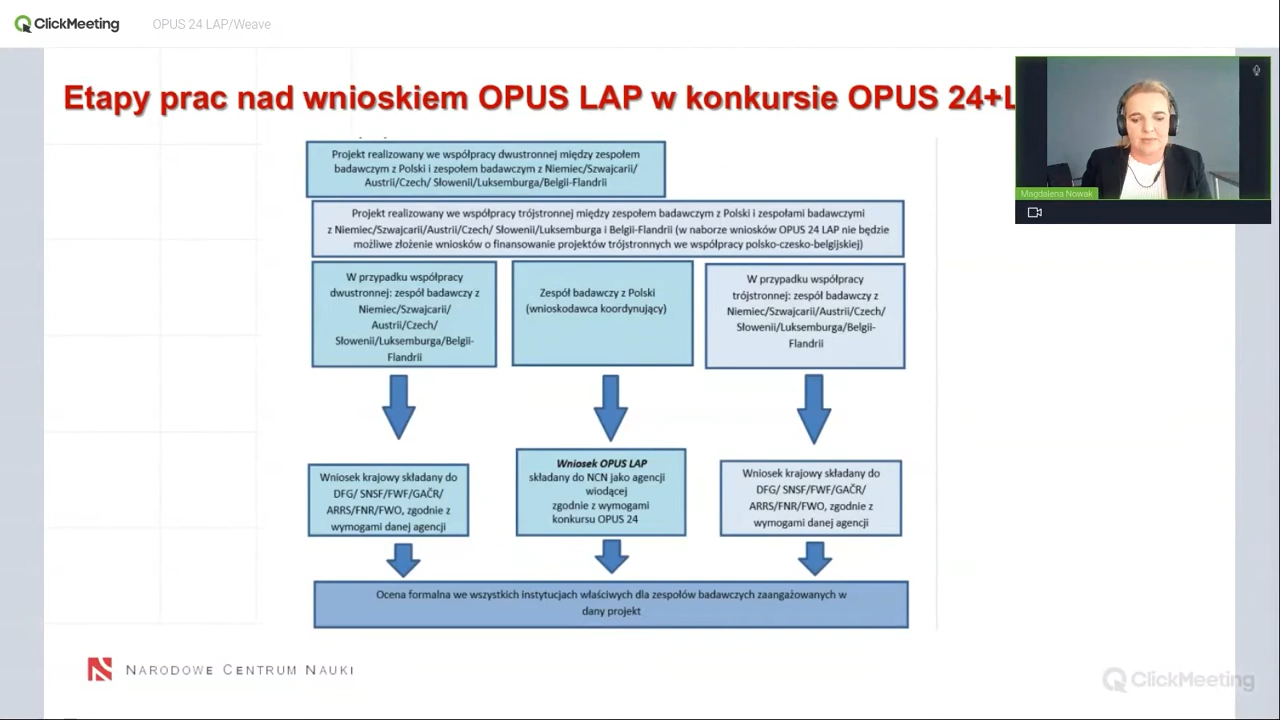 ClickMeeting
OPUS 24 LAP/Weave
Etapy prac nad wnioskiem OPUS LAP w konkursie OPUS 24+L
Magdalena Nowak
Projekt realizowany we współpracy dwustronnej między zespołem
badawczym z Polski i zespołem badawczym z Niemiec/Szwajcarii/
Austrii/Czech/ Słowenii/Luksemburga/Belgii-Flandrii
Projekt realizowany we współpracy trójstronnej między zespołem badawczym z Polski i zespołami badawczymi
z Niemiec/Szwajcarii/Austrii/Czech/ Słowenii/Luksemburga i Belgii-Flandrii (w naborze wniosków OPUS 24 LAP nie będzie
możliwe złożenie wniosków o finansowanie projektów trójstronnych we współpracy polsko-czesko-belgijskiej)
W przypadku współpracy
dwustronnej: zespół badawczy z
Niemiec/Szwajcarii/
Austrii/Czech/
Słowenii/Luksemburga/Belgii-
Flandrii
Zespół badawczy z Polski
(wnioskodawca koordynujący)
W przypadku współpracy
trójstronnej: zespół badawczy z
Niemiec/Szwajcarii/Austrii/Czech/
Słowenii/Luksemburga/Belgii-
Flandrii
Wniosek krajowy składany do
DFG/ SNSF/FWF/GAČR/
ARRS/FNR/FWO, zgodnie z
wymogami danej agencji
Wniosek OPUS LAP
składany do NCN jako agencji
wiodącej
zgodnie z wymogami
konkursu OPUS 24
Wniosek krajowy składany do
DFG/ SNSF/FWF/GAČR/
ARRS/FNR/FWO, zgodnie z
wymogami danej agencji
Ocena formalna we wszystkich instytucjach właściwych dla zespołów badawczych zaangażowanych w
dany projekt
NARODOWE CENTRUM NAUKI
ClickMeeting